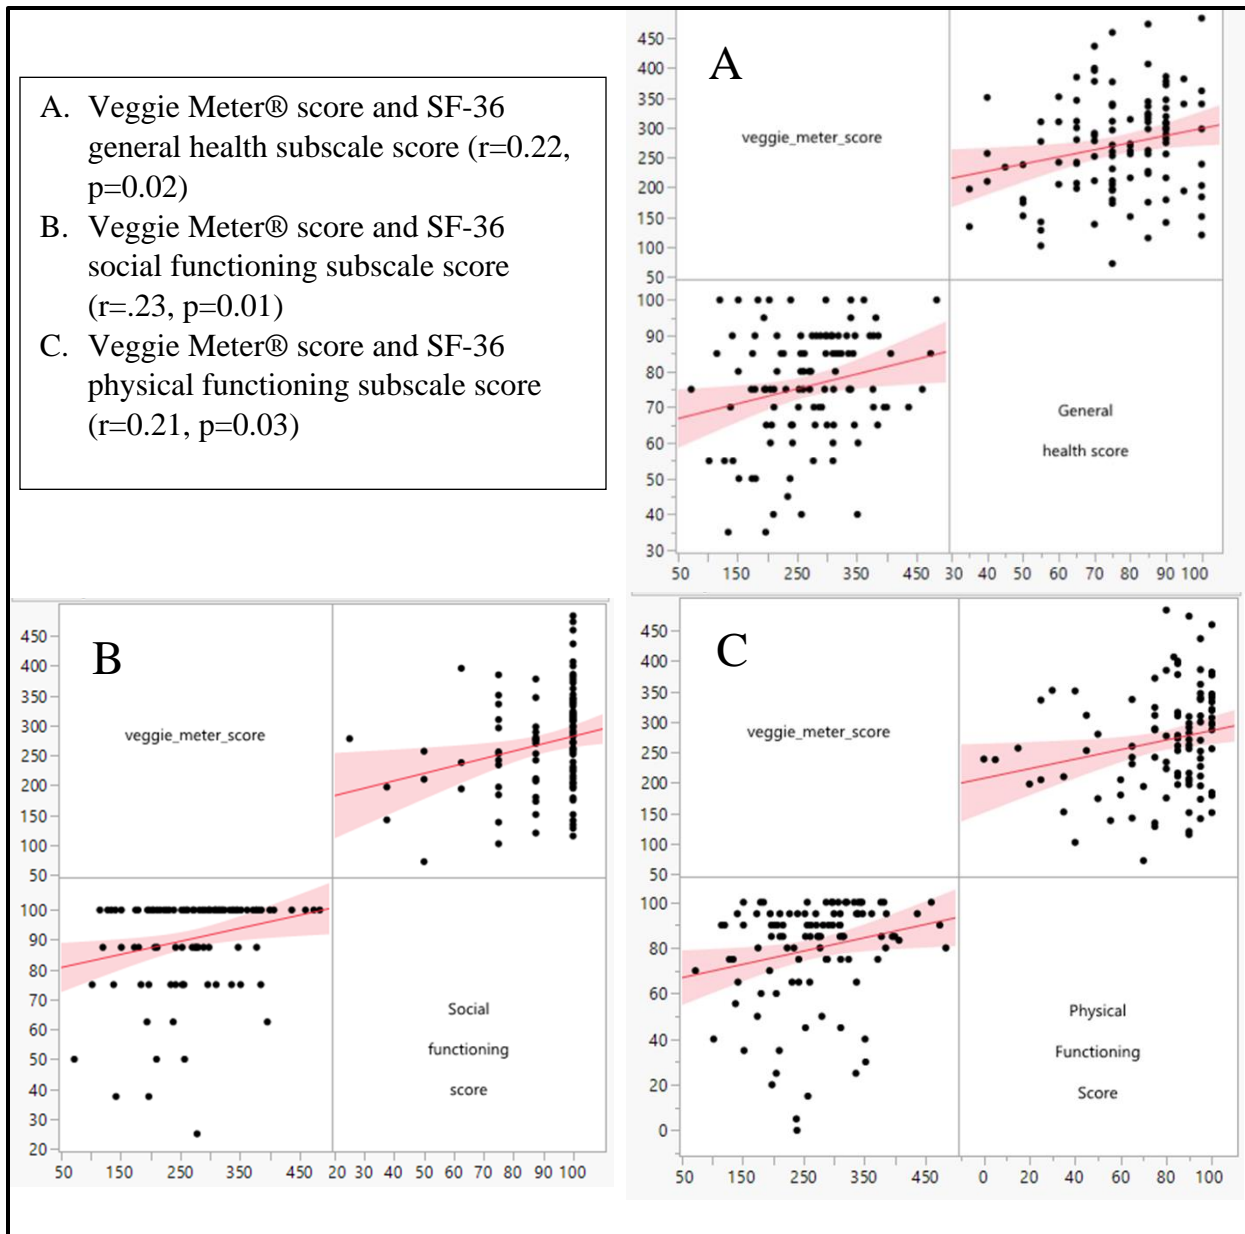 A. Veggie Meter® score and SF-36
general health subscale score (r=0.22,
p=0.02)
B. Veggie Meter® score and SF-36
social functioning subscale score
(r=.23, p=0.01)
C. Veggie Meter® score and SF-36
physical functioning subscale score
(r=0.21, p=0.03)
A
veggie_meter_score
450
400
350
300
250
200
150
100
50
100
90
80
70
60
50
40
30
General
health score
50 150 250 350 450 30 40 50 60 70 80 90 100
B
veggie_meter_score
450
400
350
300
250
200
150
100
50
100
90
80
70
60
50
40
30
20
Social
functioning
score
50 150 250 350 450 20 30 40 50 60 70 80 90 100
C
veggie_meter_score
450
400
350
300
250
200
150
100
50
100
80
60
40
20
0
Physical
Functioning
Score
50 150 250 350 450 0 20 40 60 80 100